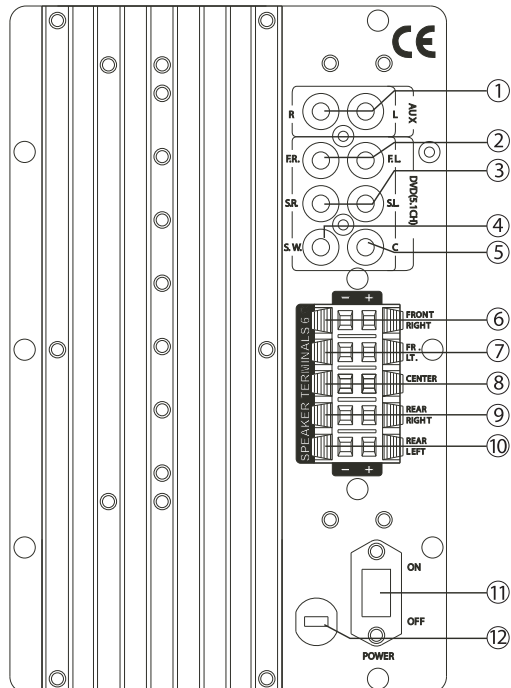 CE
R L AUX ①
F.R. F.L. ②
DVD(5.1CH)
S.R. S.L. ③
S.W. C ④
⑤
− +
SPEAKER TERMINALS
FRONT RIGHT ⑥
FR. LT. ⑦
CENTER ⑧
REAR RIGHT ⑨
REAR LEFT ⑩
− +
ON
⑪
OFF
⑫
POWER